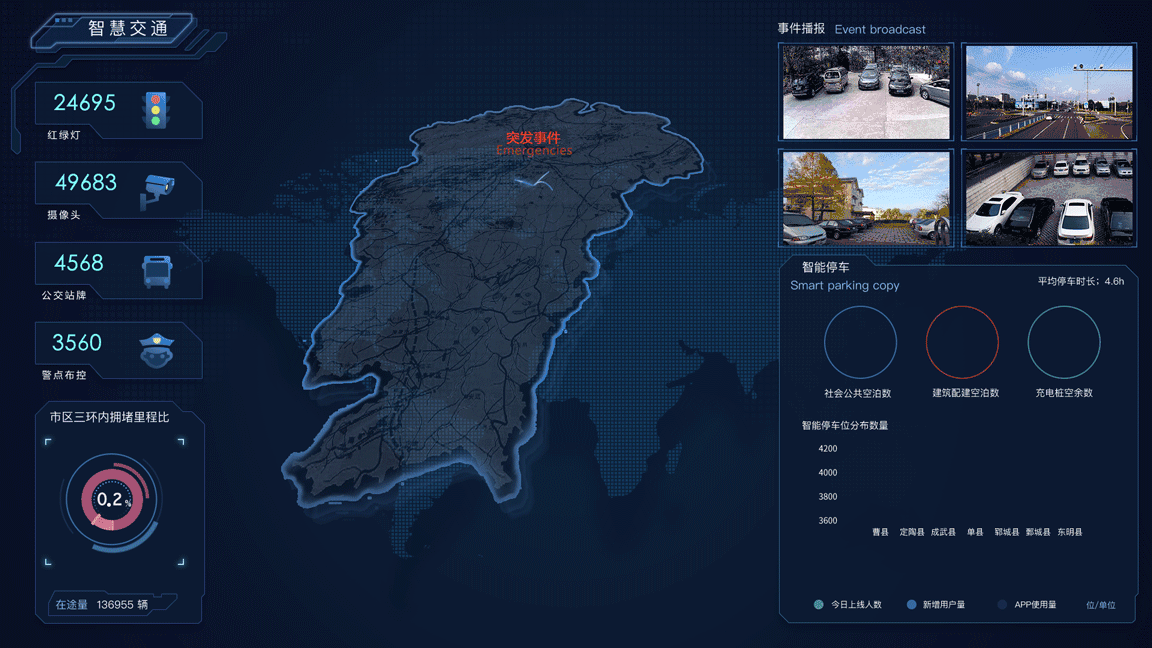 智慧交通
24695
红绿灯
49683
摄像头
4568
公交站牌
3560
警点布控
市区三环内拥堵里程比
0.2%
在途量 136955 辆
突发事件
Emergencies
事件播报 Event broadcast
智能停车
Smart parking copy
平均停车时长：4.6h
社会公共空泊数 建筑配建空泊数 充电桩空余数
智能停车位分布数量
4200
4000
3800
3600
曹县 定陶县 成武县 单县 郓城县 鄄城县 东明县
今日上线人数 新增用户量 APP使用量 位/单位